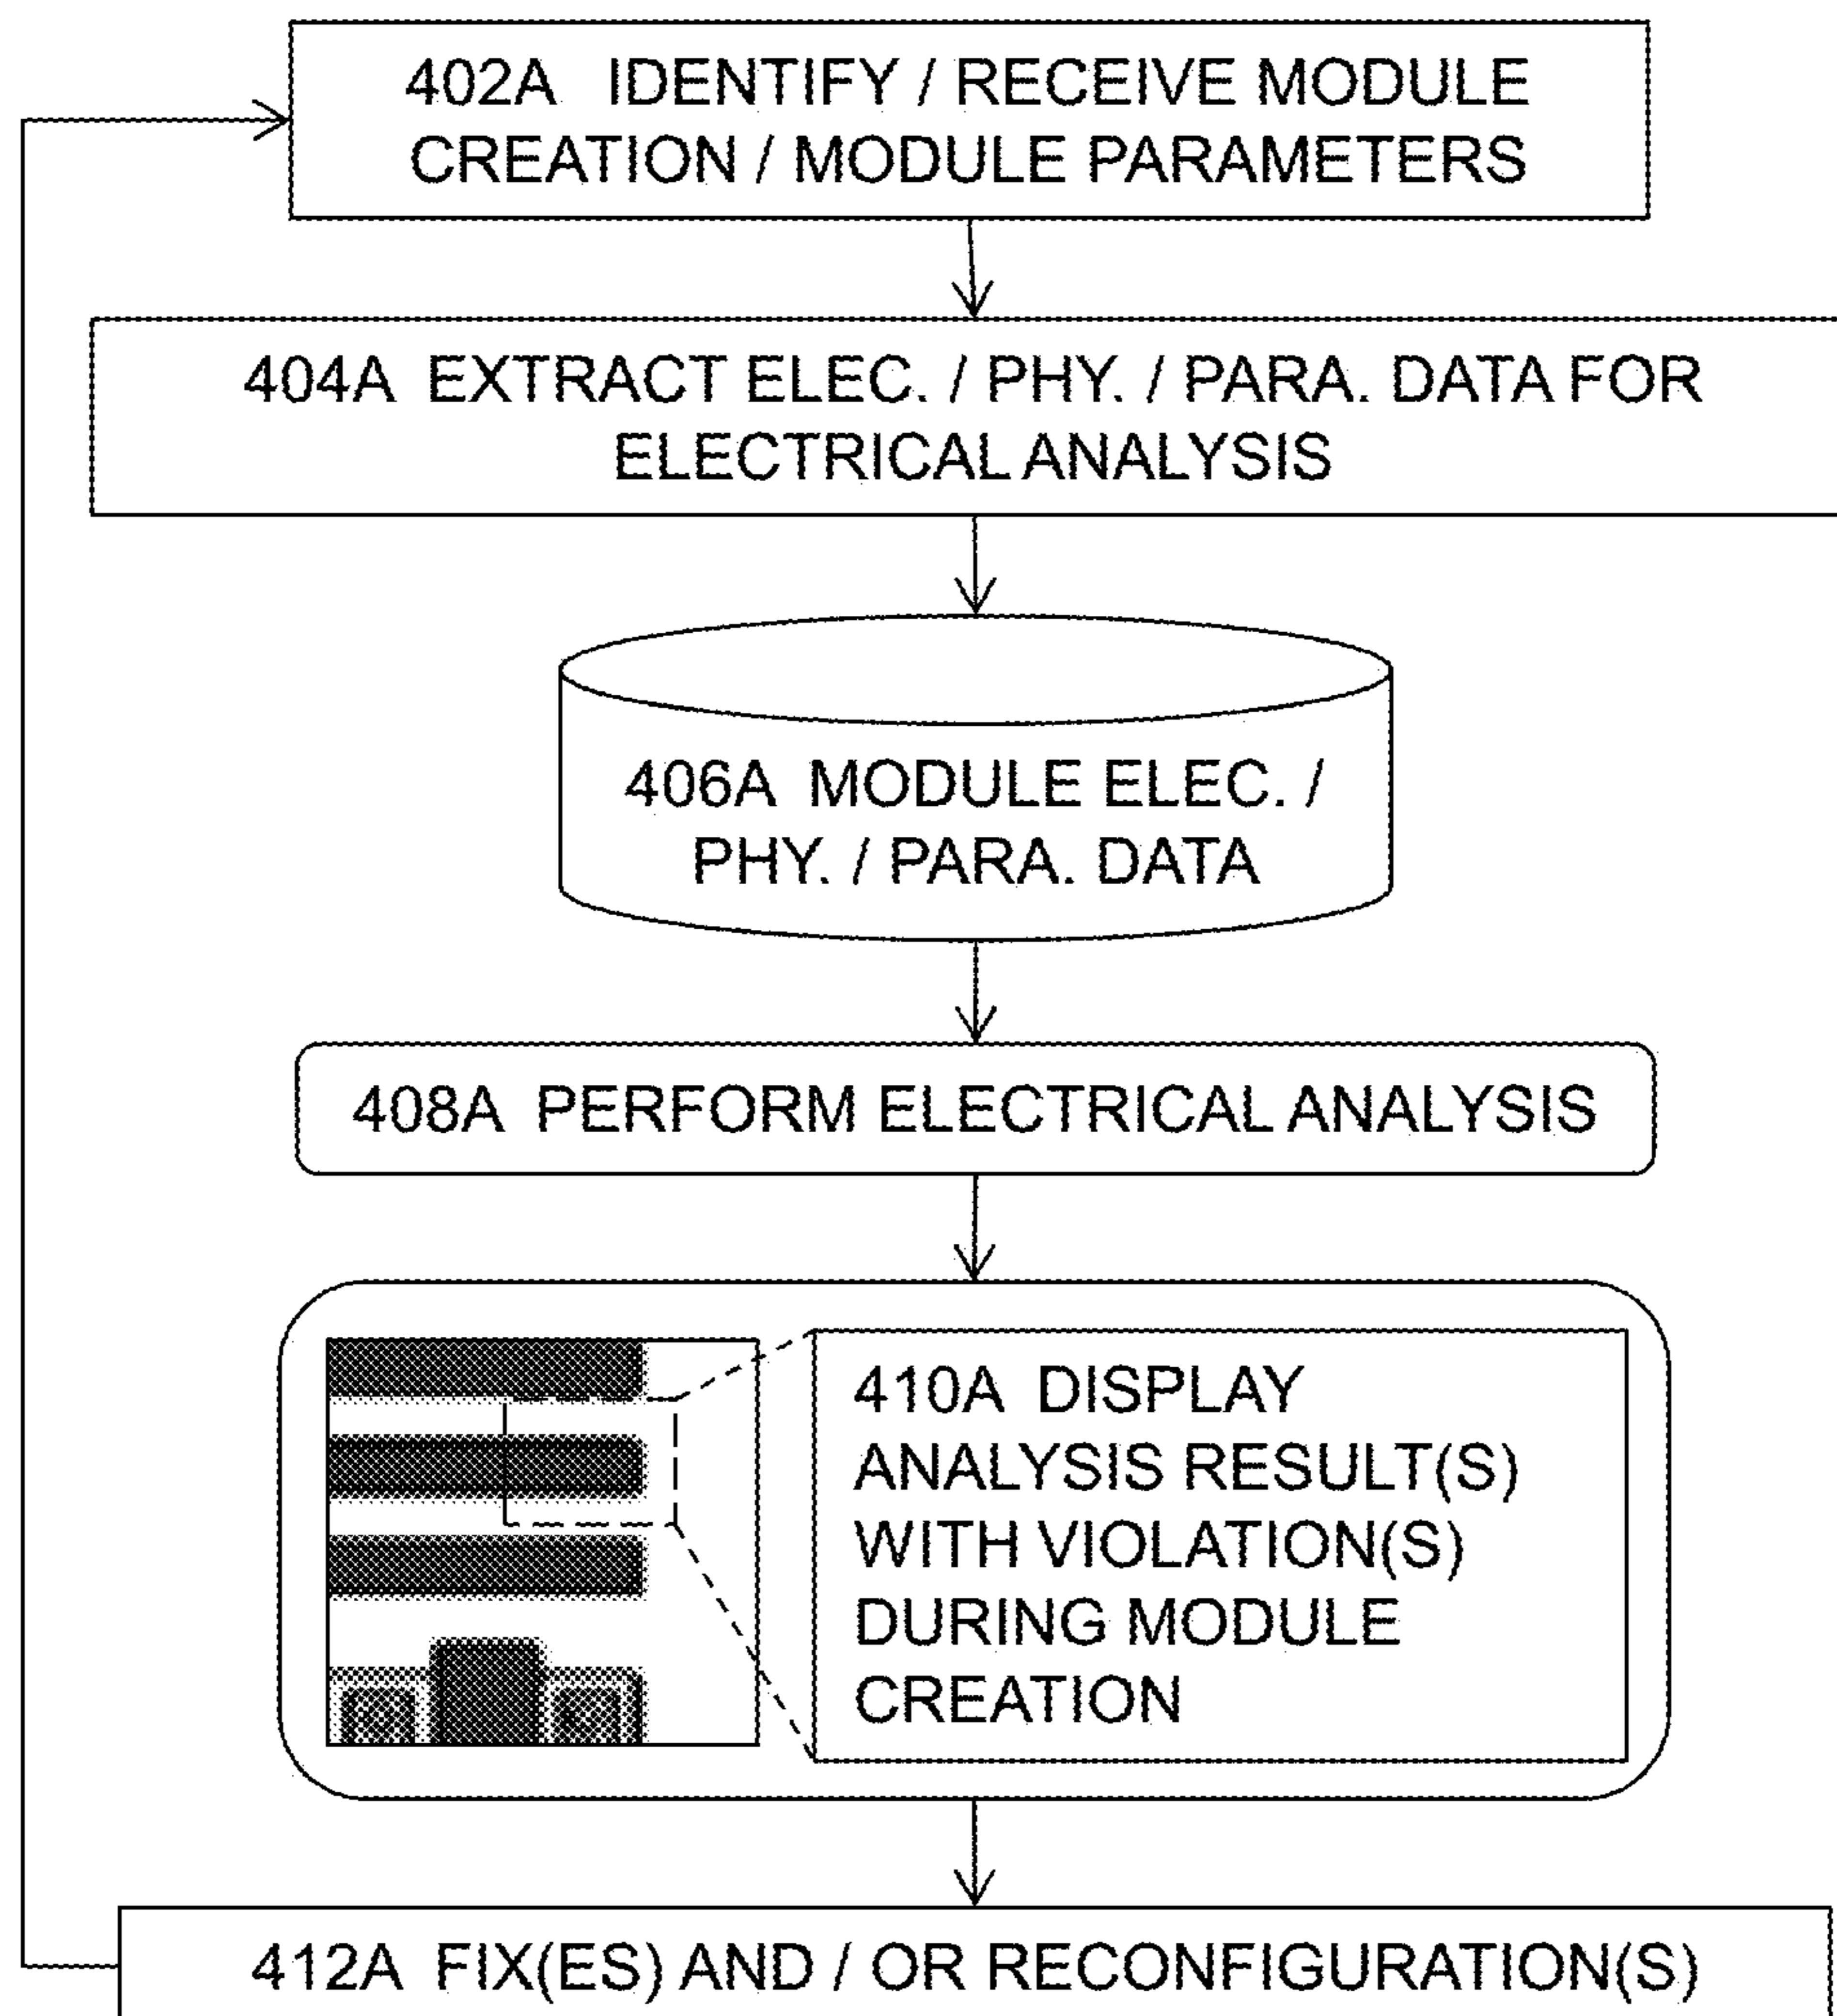 402A IDENTIFY / RECEIVE MODULE
CREATION / MODULE PARAMETERS
404A EXTRACT ELEC. / PHY. / PARA. DATA FOR
ELECTRICAL ANALYSIS
406A MODULE ELEC. /
PHY. / PARA. DATA
408A PERFORM ELECTRICAL ANALYSIS
410A DISPLAY
ANALYSIS RESULT(S)
WITH VIOLATION(S)
DURING MODULE
CREATION
412A FIX(ES) AND / OR RECONFIGURATION(S)